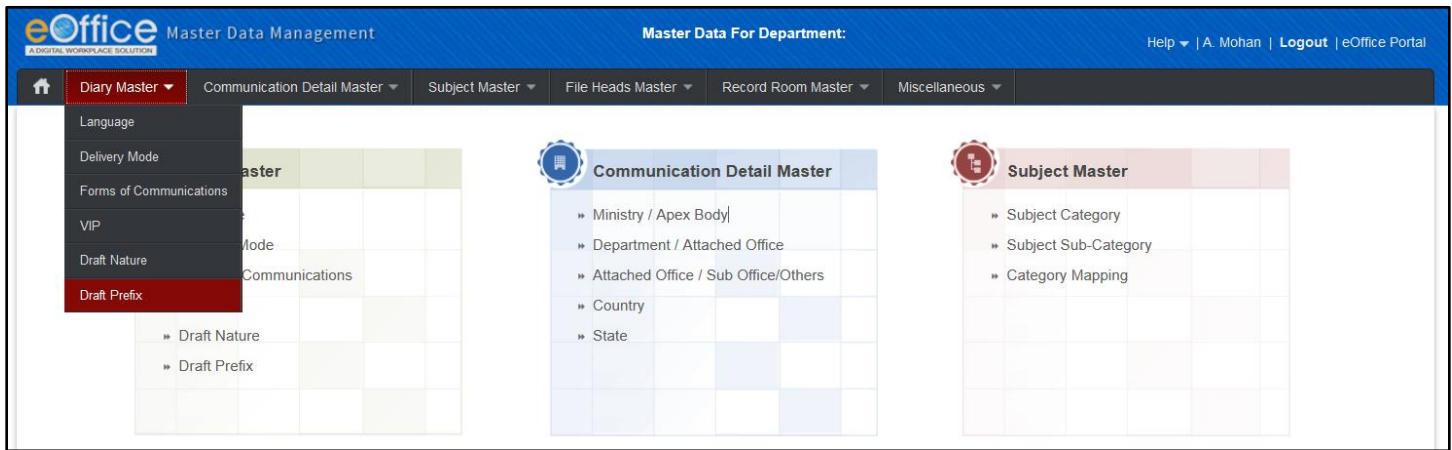 eOffice Master Data Management
A DIGITAL WORKPLACE SOLUTION
Master Data For Department:
Help | A. Mohan | Logout | eOffice Portal
Diary Master Communication Detail Master Subject Master File Heads Master Record Room Master Miscellaneous
Language
Delivery Mode
Forms of Communications
VIP
Draft Nature
Draft Prefix
aster
e
Mode
Communications
Draft Nature
Draft Prefix
Communication Detail Master
Ministry / Apex Body
Department / Attached Office
Attached Office / Sub Office/Others
Country
State
Subject Master
Subject Category
Subject Sub-Category
Category Mapping